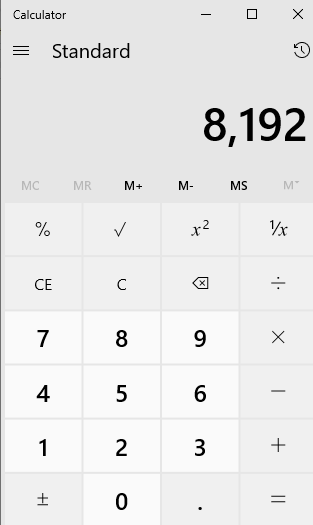 Calculator
Standard
8,192
MC MR M+ M- MS M˅
% √ x² ¹/x
CE C ÷
7 8 9 ×
4 5 6 −
1 2 3 +
± 0 . =